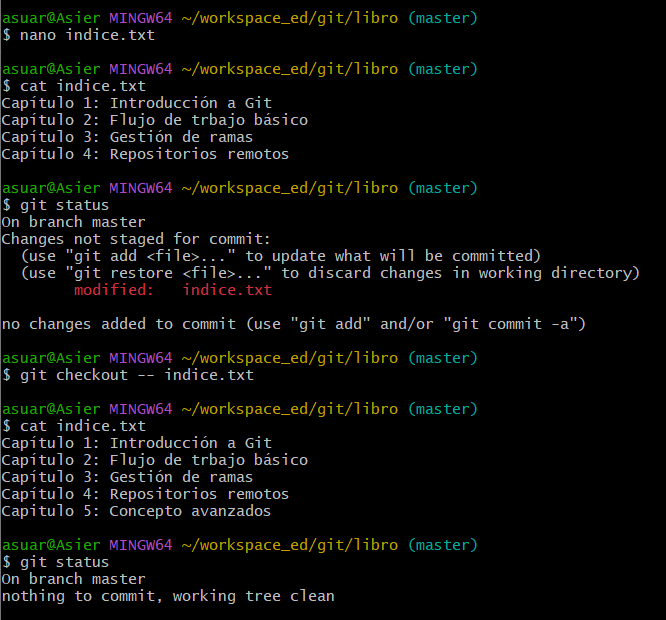 asuar@Asier MINGW64 ~/workspace_ed/git/libro (master)
$ nano indice.txt
asuar@Asier MINGW64 ~/workspace_ed/git/libro (master)
$ cat indice.txt
Capítulo 1: Introducción a Git
Capítulo 2: Flujo de trbajo básico
Capítulo 3: Gestión de ramas
Capítulo 4: Repositorios remotos
asuar@Asier MINGW64 ~/workspace_ed/git/libro (master)
$ git status
On branch master
Changes not staged for commit:
  (use "git add <file>..." to update what will be committed)
  (use "git restore <file>..." to discard changes in working directory)
        modified:   indice.txt
no changes added to commit (use "git add" and/or "git commit -a")
asuar@Asier MINGW64 ~/workspace_ed/git/libro (master)
$ git checkout -- indice.txt
asuar@Asier MINGW64 ~/workspace_ed/git/libro (master)
$ cat indice.txt
Capítulo 1: Introducción a Git
Capítulo 2: Flujo de trbajo básico
Capítulo 3: Gestión de ramas
Capítulo 4: Repositorios remotos
Capítulo 5: Concepto avanzados
asuar@Asier MINGW64 ~/workspace_ed/git/libro (master)
$ git status
On branch master
nothing to commit, working tree clean